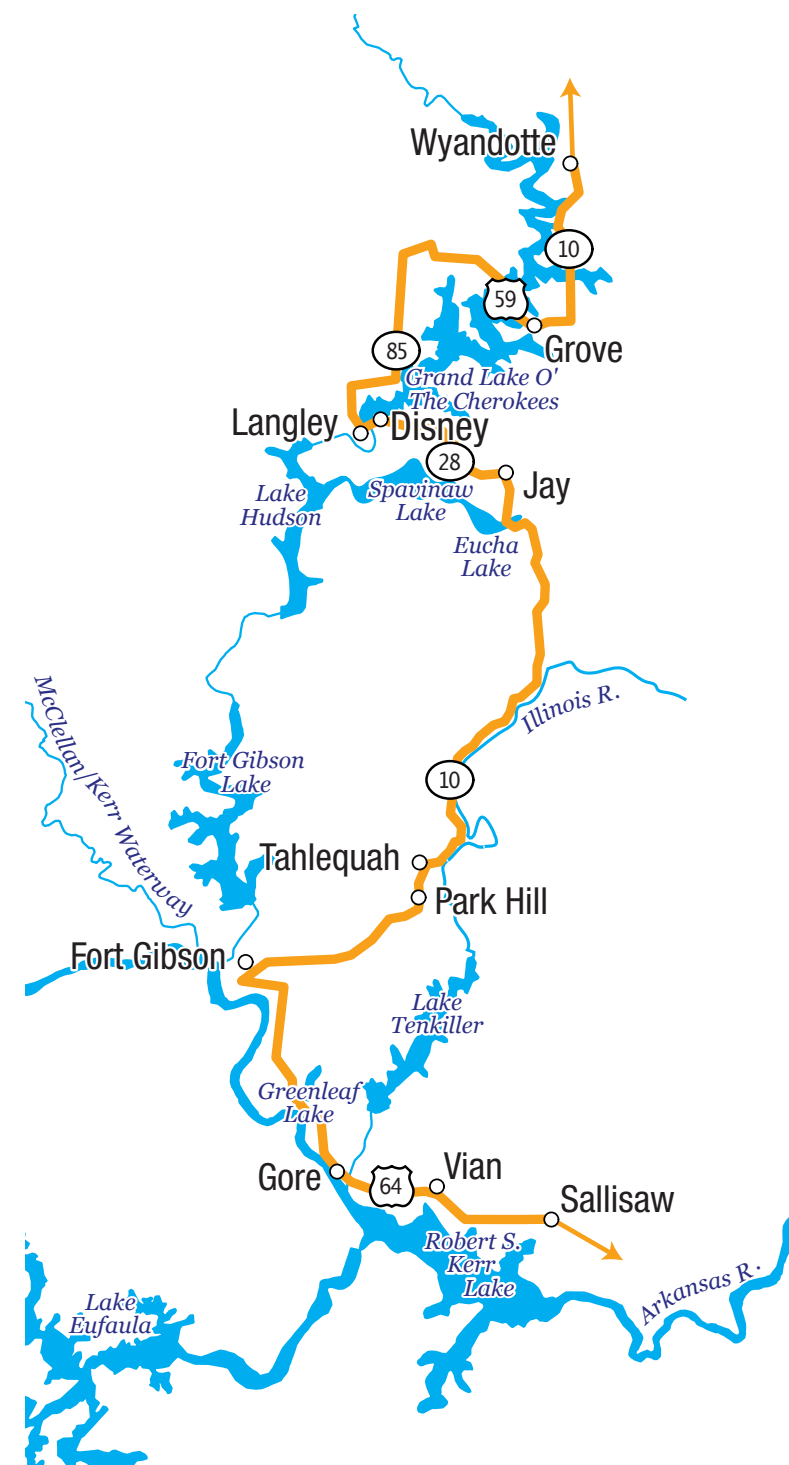 Wyandotte
10
59
Grove
85
Grand Lake O'
The Cherokees
Langley
Disney
28
Jay
Lake
Hudson
Spavinaw
Lake
Eucha
Lake
McClellan/Kerr Waterway
Illinois R.
Fort Gibson
Lake
10
Tahlequah
Park Hill
Fort Gibson
Lake
Tenkiller
Greenleaf
Lake
Gore
64
Vian
Sallisaw
Robert S.
Kerr
Lake
Arkansas R.
Lake
Eufaula